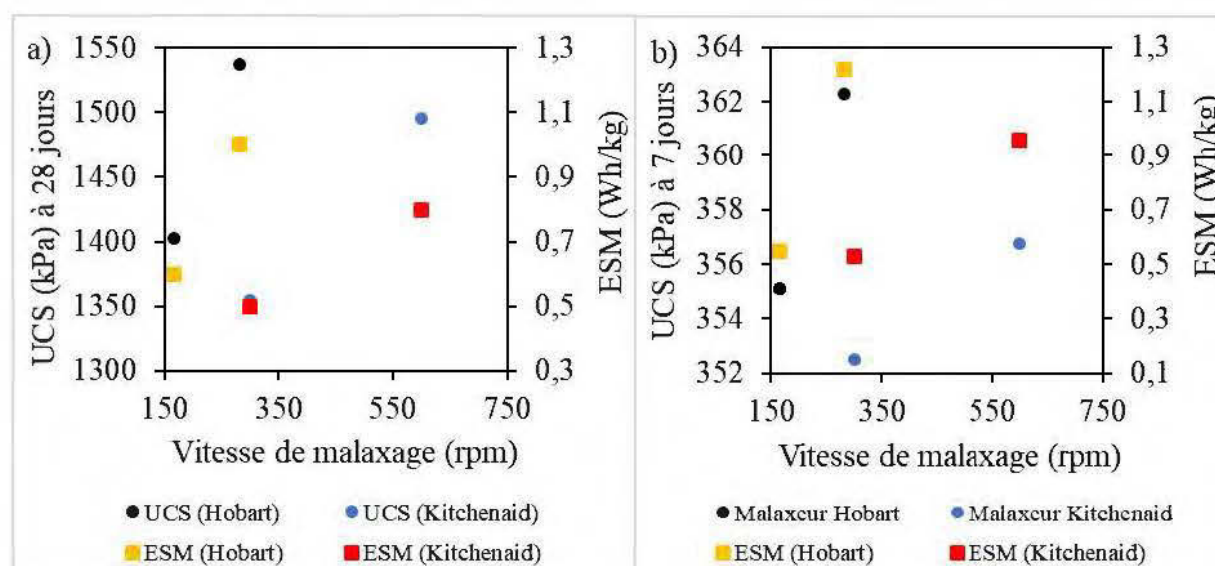 a)
UCS (kPa) à 28 jours
1550
1500
1450
1400
1350
1300
1,3
1,1
0,9
0,7
0,5
0,3
ESM (Wh/kg)
150 350 550 750
Vitesse de malaxage (rpm)
UCS (Hobart) UCS (Kitchenaid)
ESM (Hobart) ESM (Kitchenaid)
b)
UCS (kPa) à 7 jours
364
362
360
358
356
354
352
1,3
1,1
0,9
0,7
0,5
0,3
0,1
ESM (Wh/kg)
150 350 550 750
Vitesse de malaxage (rpm)
Malaxeur Hobart Malaxeur Kitchenaid
ESM (Hobart) ESM (Kitchenaid)